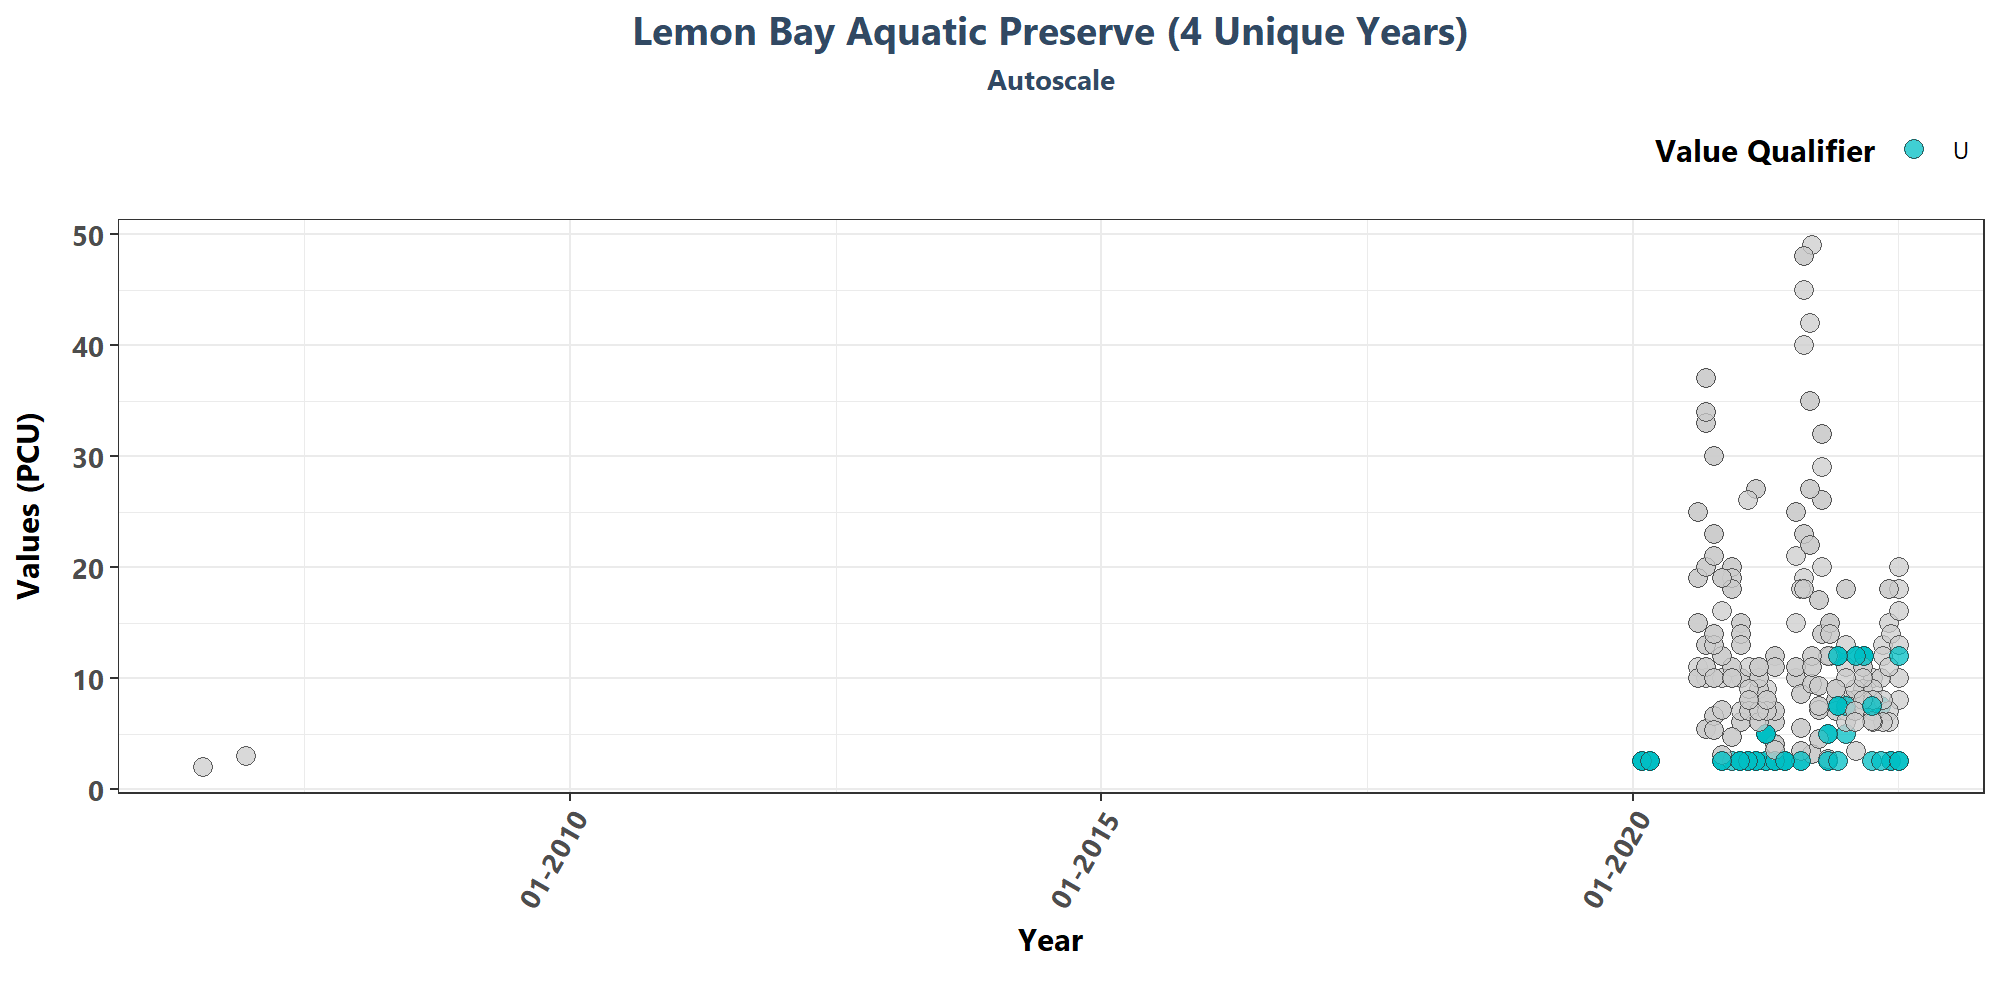 Lemon Bay Aquatic Preserve (4 Unique Years)
Autoscale
Value Qualifier U
50
40
30
20
10
0
Values (PCU)
01-2010
01-2015
01-2020
Year